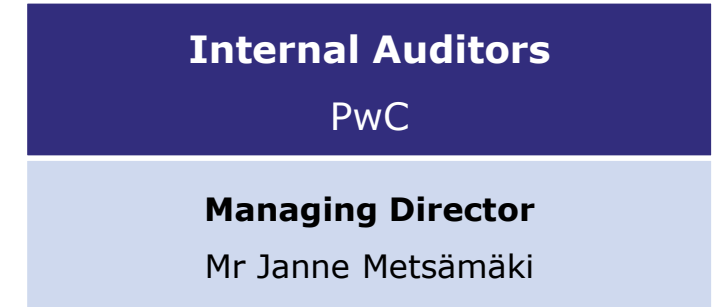 Internal Auditors
PwC
Managing Director
Mr Janne Metsämäki